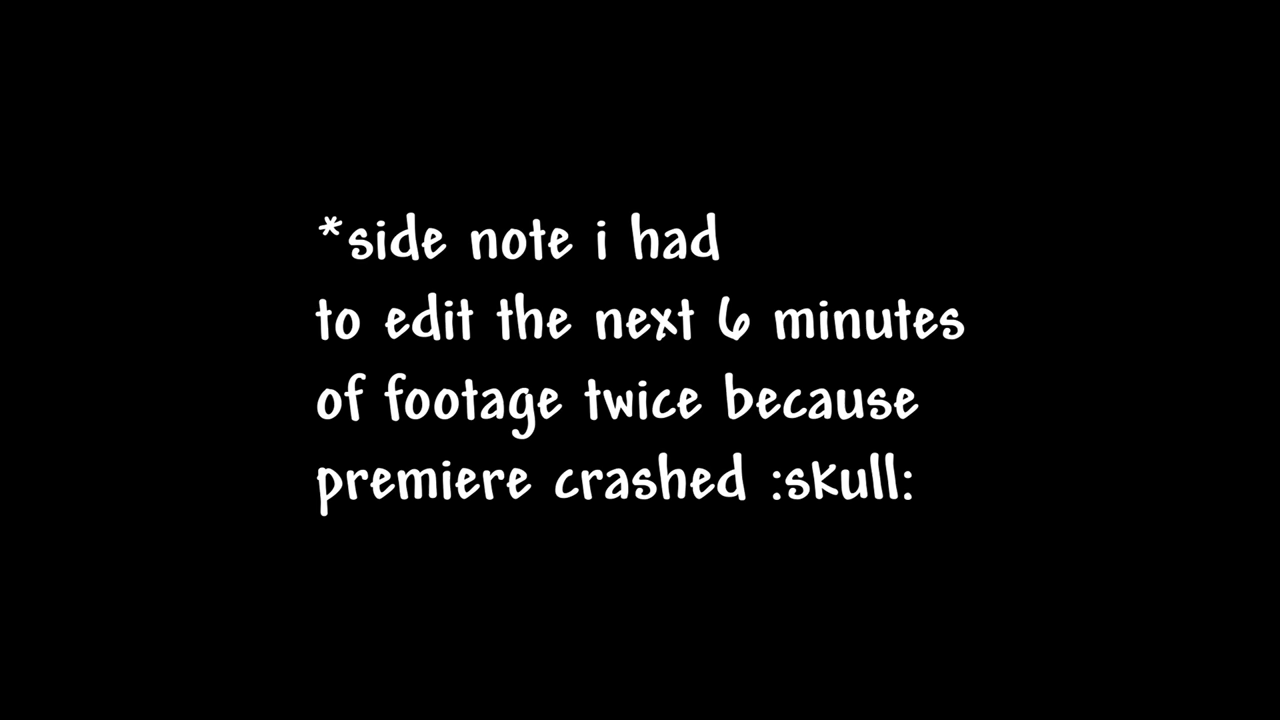 *side note i had
to edit the next 6 minutes
of footage twice because
premiere crashed :skull: